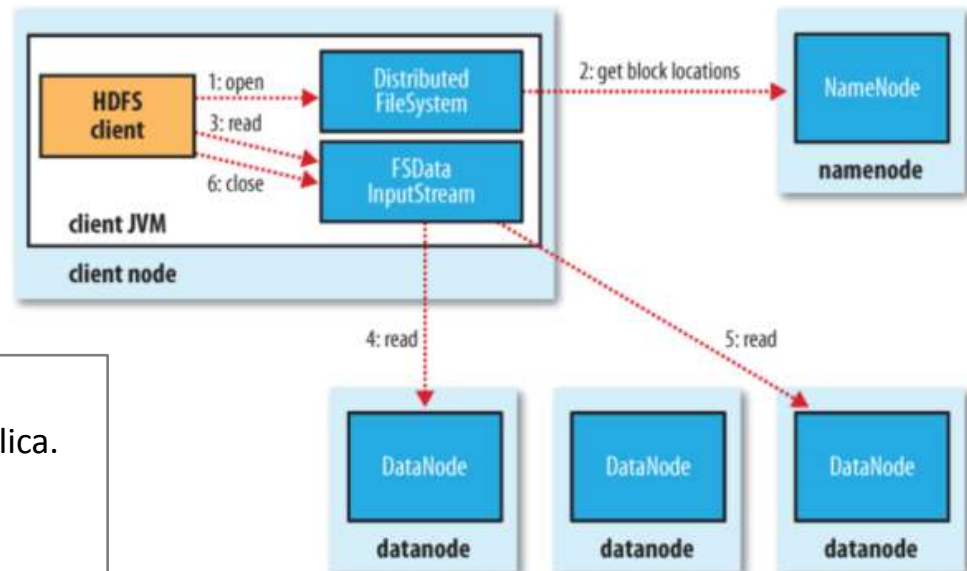 1: open
HDFS
client
3: read
6: close
Distributed
FileSystem
FSData
InputStream
client JVM
client node
2: get block locations
NameNode
namenode
4: read
5: read
lica.
DataNode
datanode
DataNode
datanode
DataNode
datanode